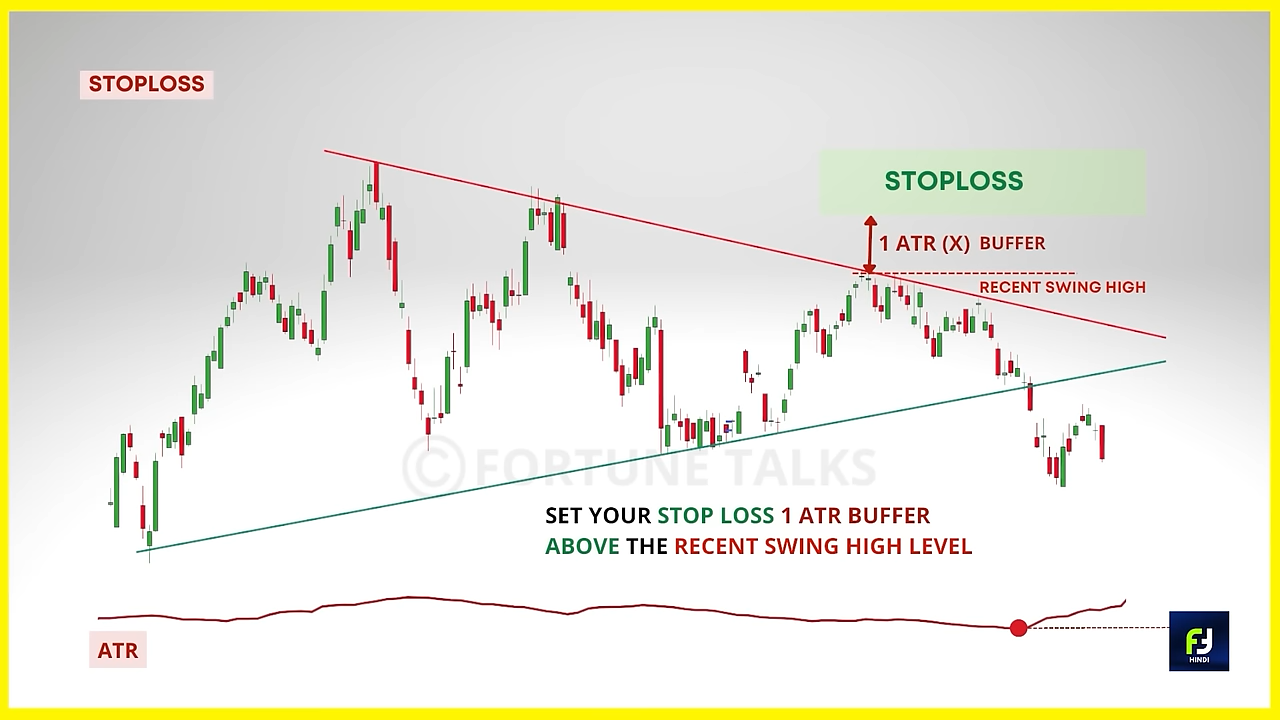 STOPLOSS
STOPLOSS
1 ATR (X) BUFFER
RECENT SWING HIGH
© FORTUNE TALKS
SET YOUR STOP LOSS 1 ATR BUFFER
ABOVE THE RECENT SWING HIGH LEVEL
ATR
HINDI